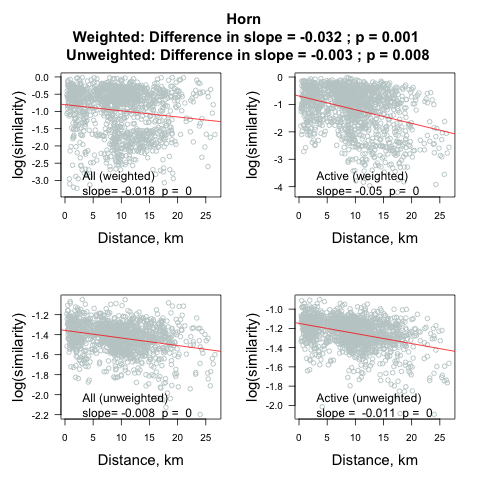 Horn
Weighted: Difference in slope = -0.032 ; p = 0.001
Unweighted: Difference in slope = -0.003 ; p = 0.008
0.0
-0.5
-1.0
-1.5
-2.0
-2.5
-3.0
log(similarity)
All (weighted)
slope= -0.018 p = 0
0 5 10 15 20 25
Distance, km
0
-1
-2
-3
-4
log(similarity)
Active (weighted)
slope=-0.05 p = 0
0 5 10 15 20 25
Distance, km
-1.2
-1.4
-1.6
-1.8
-2.0
-2.2
log(similarity)
All (unweighted)
slope= -0.008 p = 0
0 5 10 15 20 25
Distance, km
-1.0
-1.2
-1.4
-1.6
-1.8
-2.0
log(similarity)
Active (unweighted)
slope = -0.011 p = 0
0 5 10 15 20 25
Distance, km